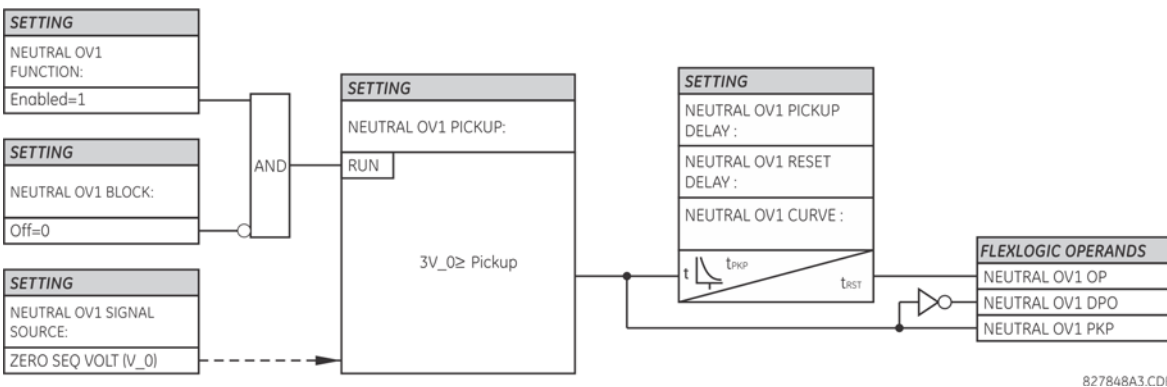 SETTING
NEUTRAL OV1
FUNCTION:
Enabled=1
SETTING
NEUTRAL OV1 BLOCK:
Off=0
SETTING
NEUTRAL OV1 SIGNAL
SOURCE:
ZERO SEQ VOLT (V_0)
AND
SETTING
NEUTRAL OV1 PICKUP:
RUN
3V_0≥ Pickup
SETTING
NEUTRAL OV1 PICKUP
DELAY :
NEUTRAL OV1 RESET
DELAY :
NEUTRAL OV1 CURVE :
t tPKP
tRST
FLEXLOGIC OPERANDS
NEUTRAL OV1 OP
NEUTRAL OV1 DPO
NEUTRAL OV1 PKP
827848A3.CD